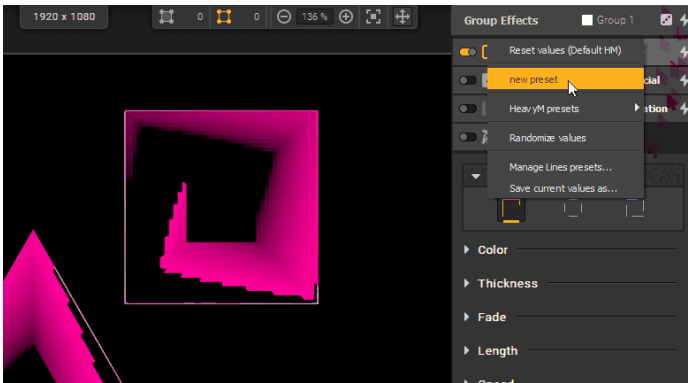 1920 x 1080
0
0
136 %
Group Effects
Group 1
Reset values (Default HM)
new preset
cial
HeavyM presets
ation
Randomize values
Manage Lines presets...
Save current values as...
Color
Thickness
Fade
Length
Speed